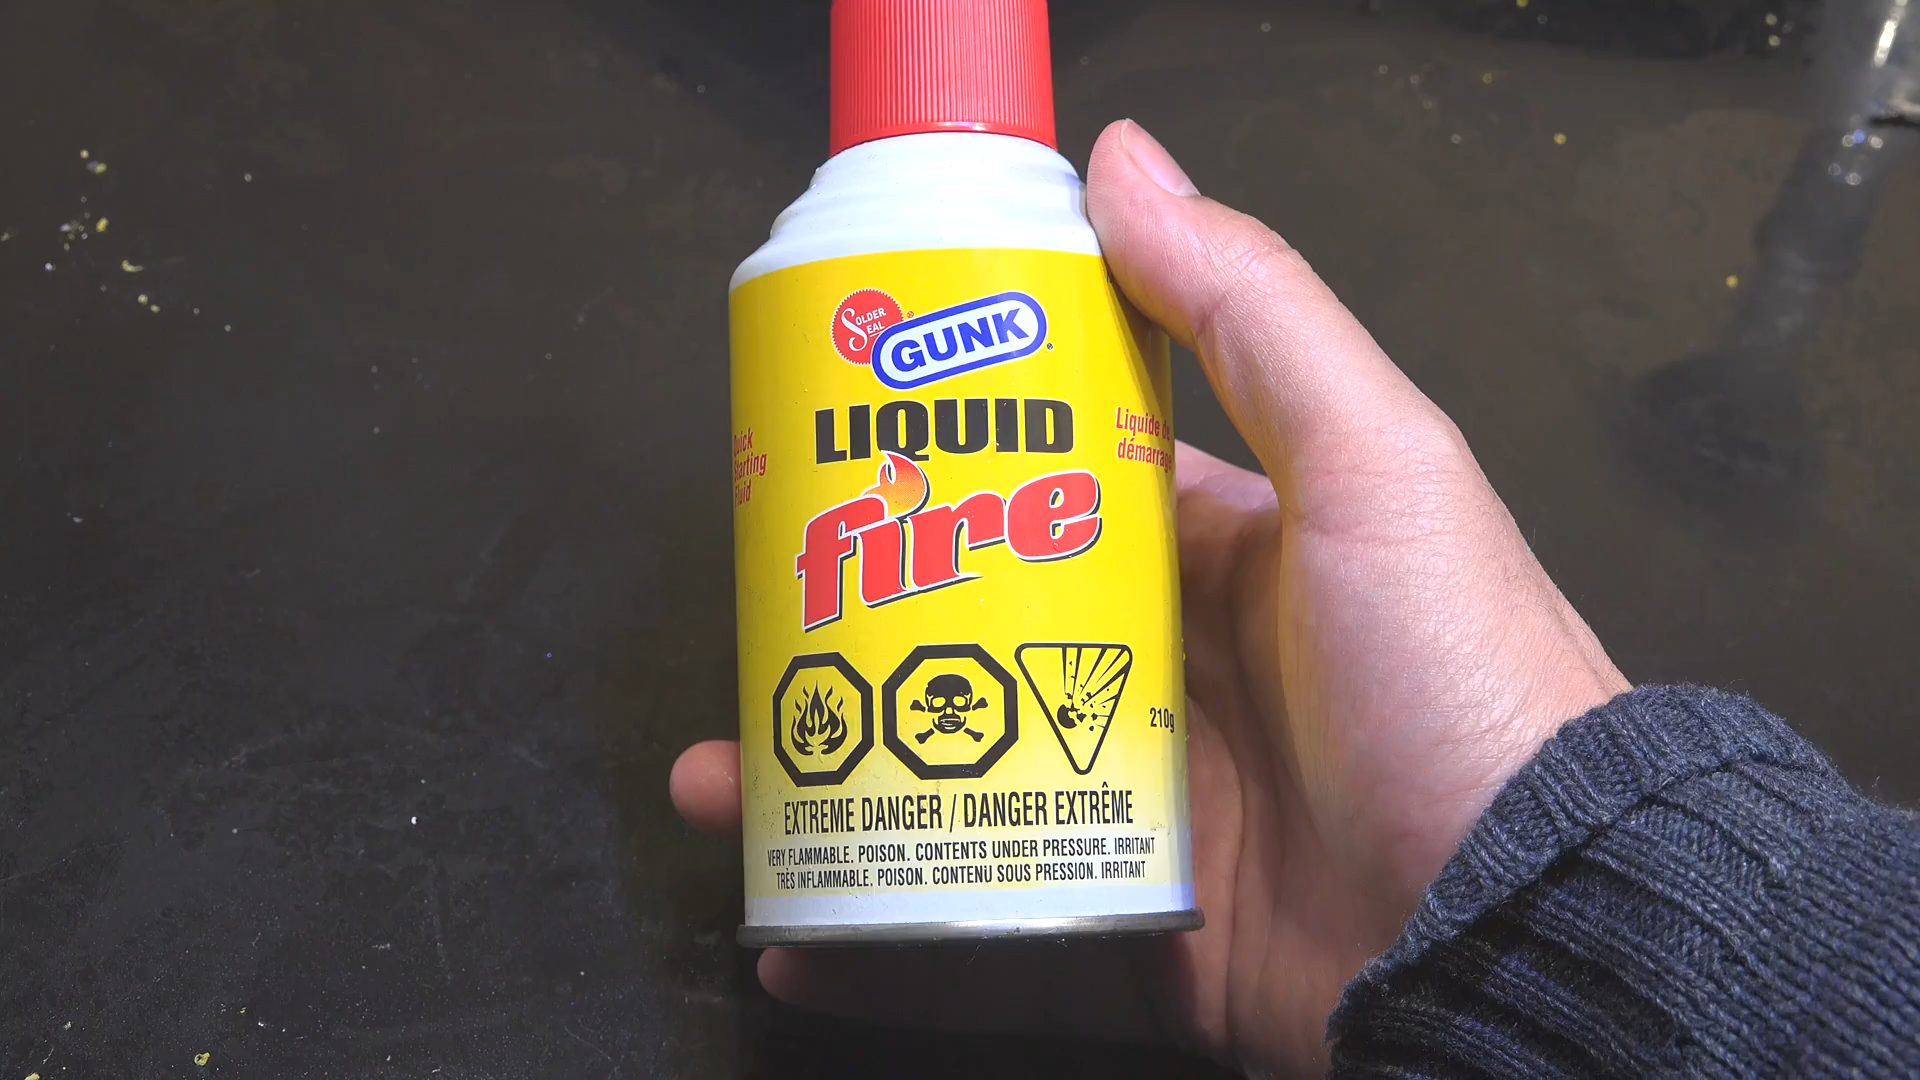 SOLDER
SEAL
GUNK
LIQUID
fire
Quick
Starting
Fluid
Liquide de
démarrage
210g
EXTREME DANGER / DANGER EXTRÊME
VERY FLAMMABLE. POISON. CONTENTS UNDER PRESSURE. IRRITANT
TRÈS INFLAMMABLE. POISON. CONTENU SOUS PRESSION. IRRITANT